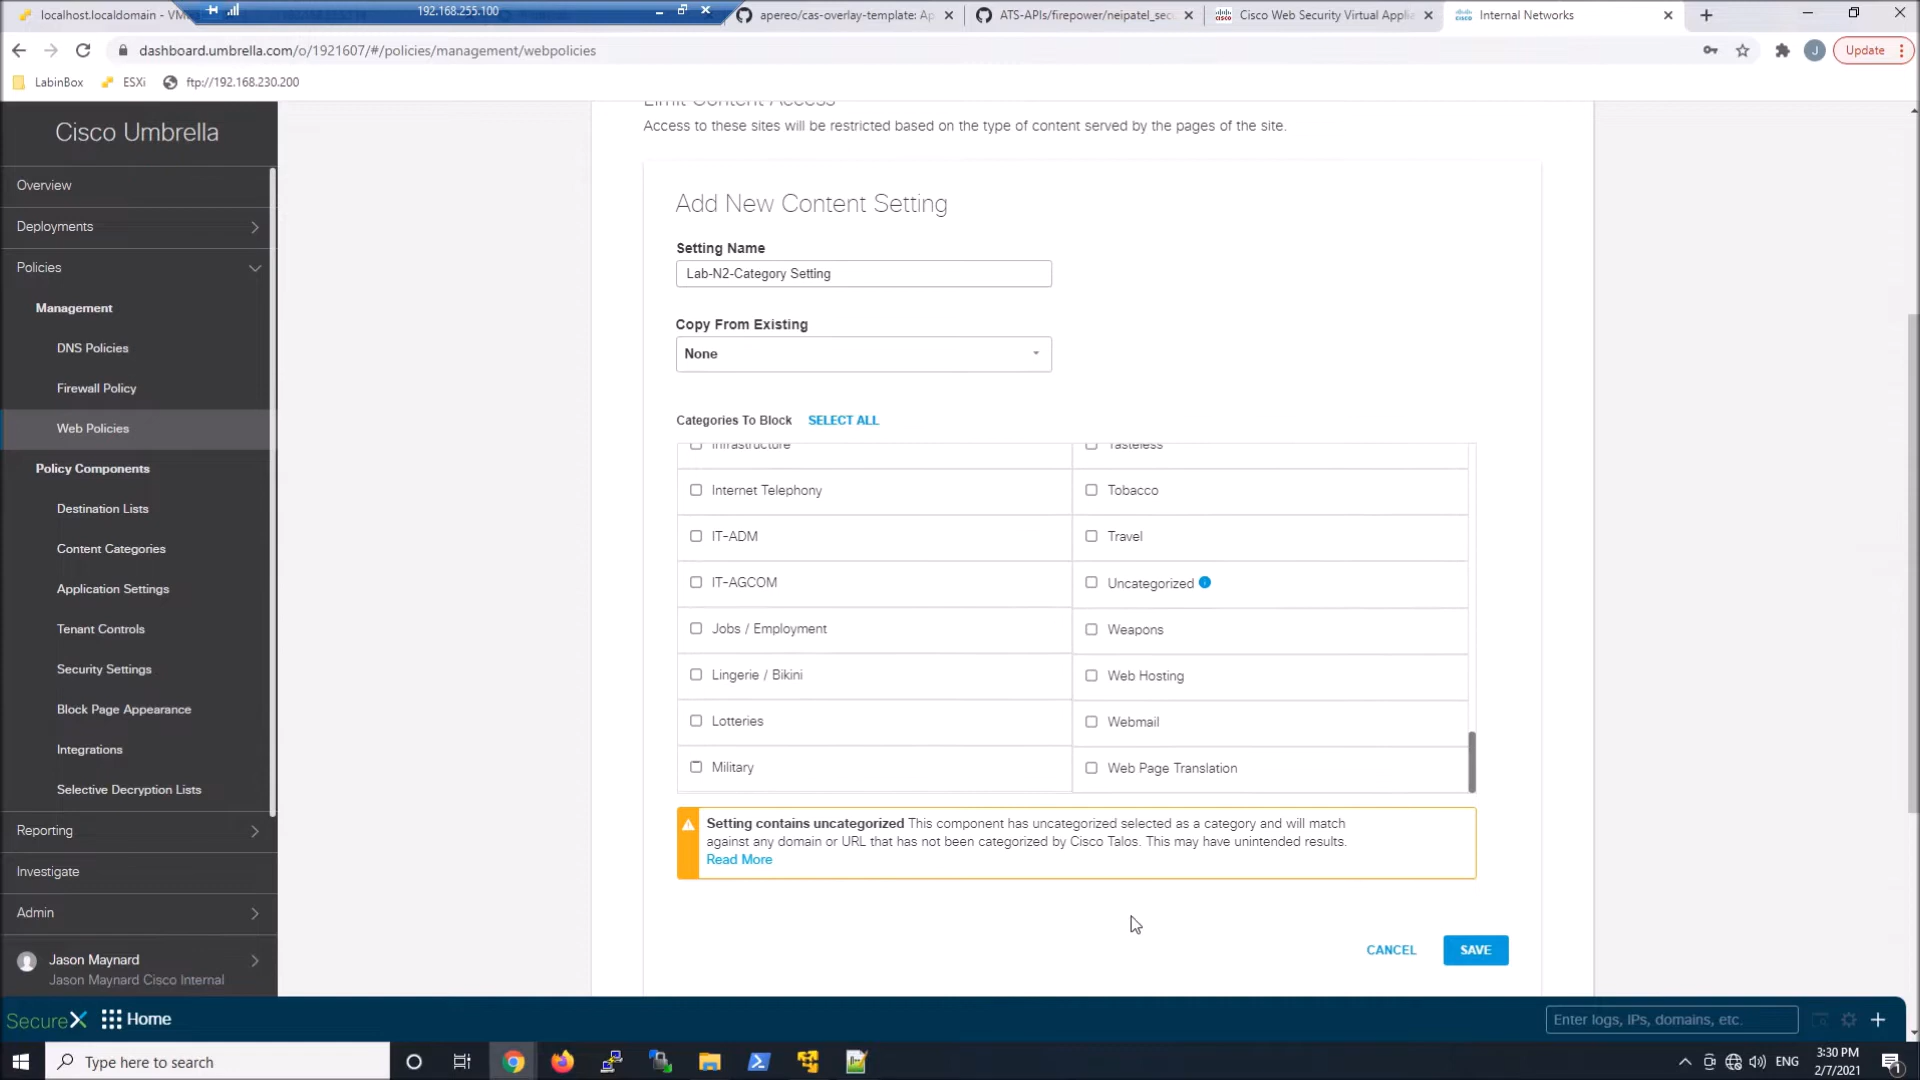 localhost.localdomain - VM
192.168.255.100
apereo/cas-overlay-template: Ap
ATS-APIs/firepower/neipatel_secu
Cisco Web Security Virtual Applia
Internal Networks
dashboard.umbrella.com/o/1921607/#/policies/management/webpolicies
J
Update
LabinBox
ESXi
ftp://192.168.230.200
Cisco Umbrella
Overview
Deployments
Policies
Management
DNS Policies
Firewall Policy
Web Policies
Policy Components
Destination Lists
Content Categories
Application Settings
Tenant Controls
Security Settings
Block Page Appearance
Integrations
Selective Decryption Lists
Reporting
Investigate
Admin
Jason Maynard
Jason Maynard Cisco Internal
Limit Content Access
Access to these sites will be restricted based on the type of content served by the pages of the site.
Add New Content Setting
Setting Name
Lab-N2-Category Setting
Copy From Existing
None
Categories To Block SELECT ALL
Infrastructure
Tasteless
Internet Telephony
Tobacco
IT-ADM
Travel
IT-AGCOM
Uncategorized
Jobs / Employment
Weapons
Lingerie / Bikini
Web Hosting
Lotteries
Webmail
Military
Web Page Translation
Setting contains uncategorized This component has uncategorized selected as a category and will match
against any domain or URL that has not been categorized by Cisco Talos. This may have unintended results.
Read More
CANCEL
SAVE
SecureX
Home
Enter logs, IPs, domains, etc.
Type here to search
ENG
3:30 PM
2/7/2021
1